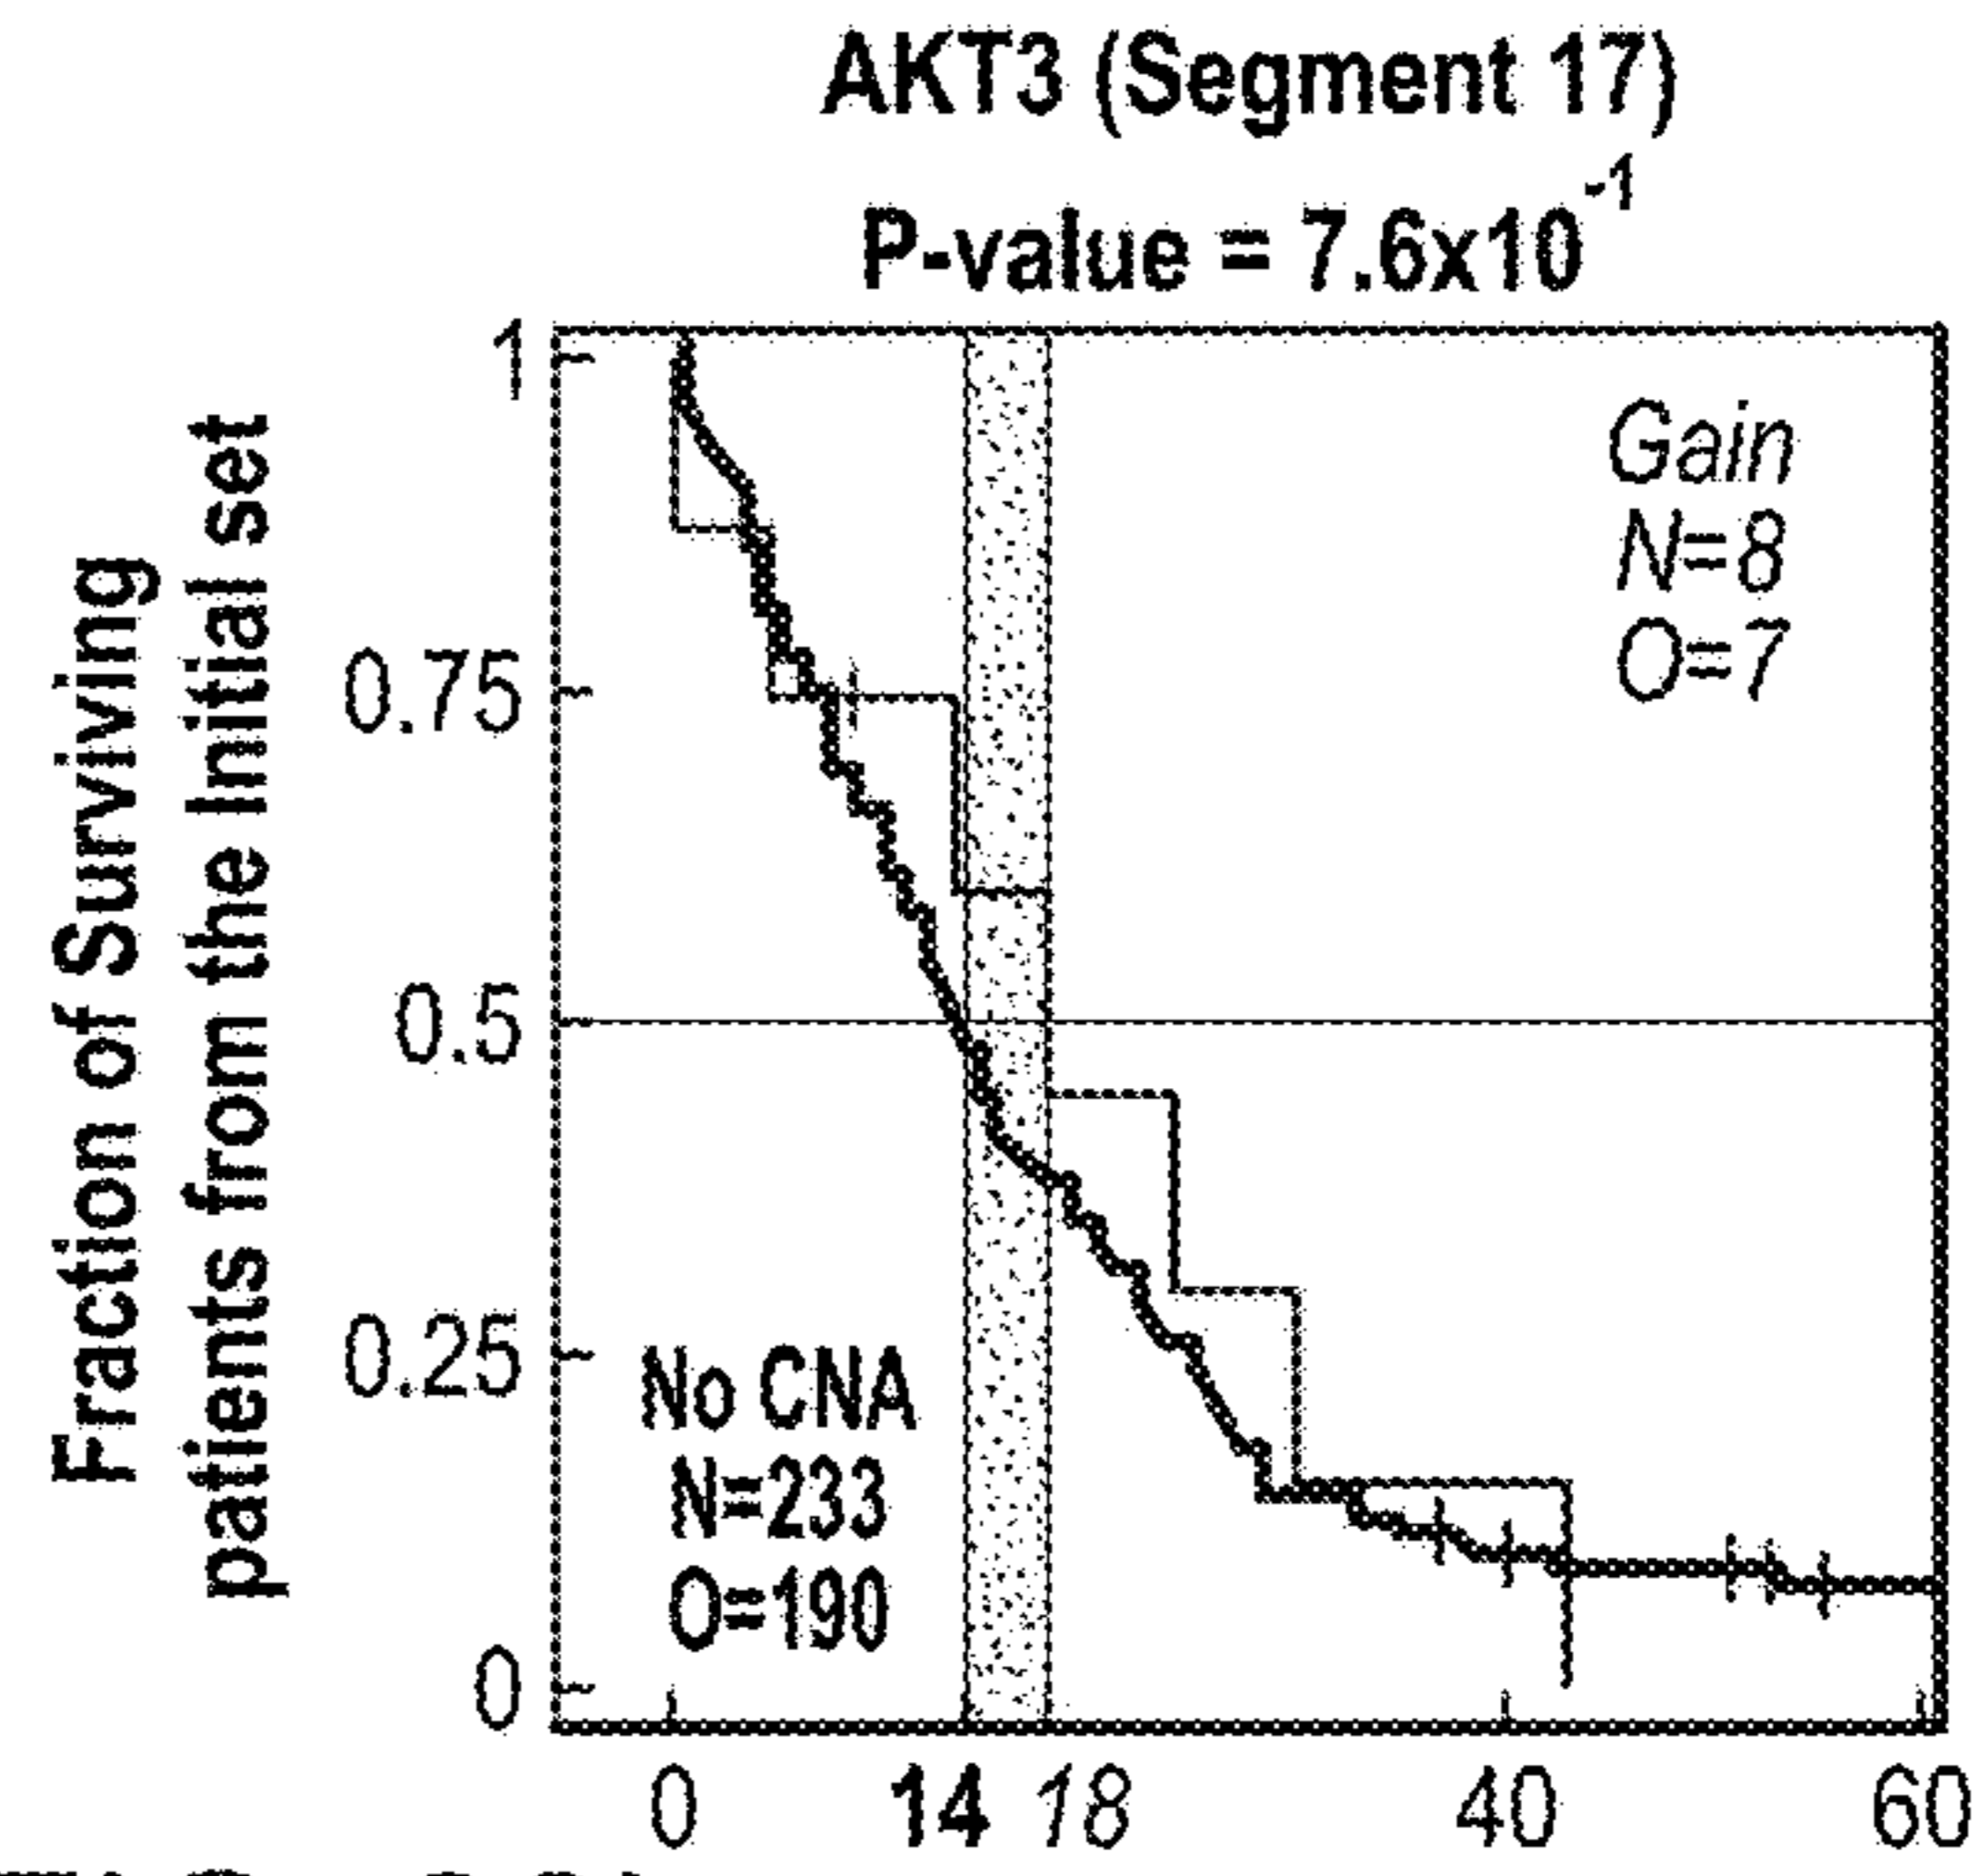 AKT3 (Segment 17)
P-value = 7.6x10^-1
Fraction of Surviving
patients from the Initial set
1
0.75
0.5
0.25
0
Gain
N=8
O=7
No CNA
N=233
O=190
0 14 18 40 60